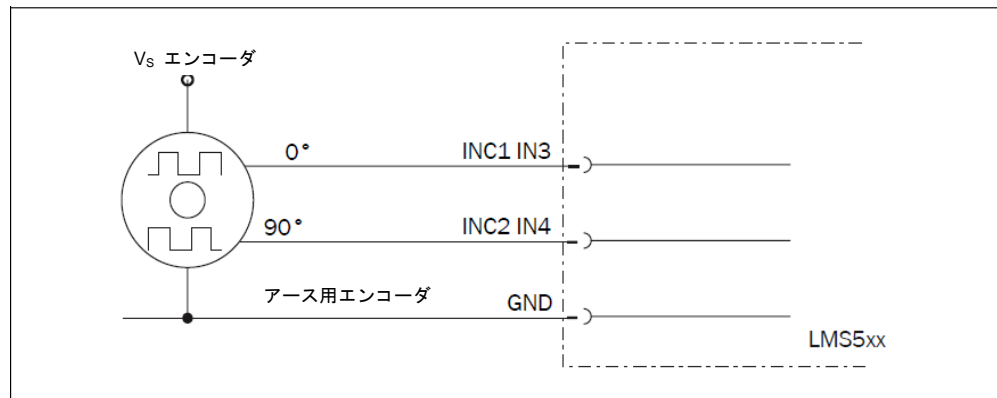 VS エンコーダ
0°
INC1 IN3
90°
INC2 IN4
アース用エンコーダ
GND
LMS5xx